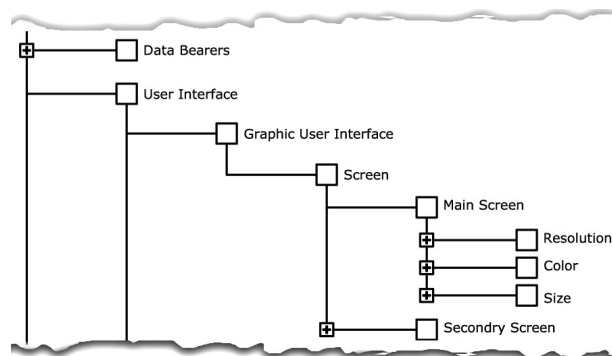 Data Bearers
User Interface
Graphic User Interface
Screen
Main Screen
Resolution
Color
Size
Secondry Screen